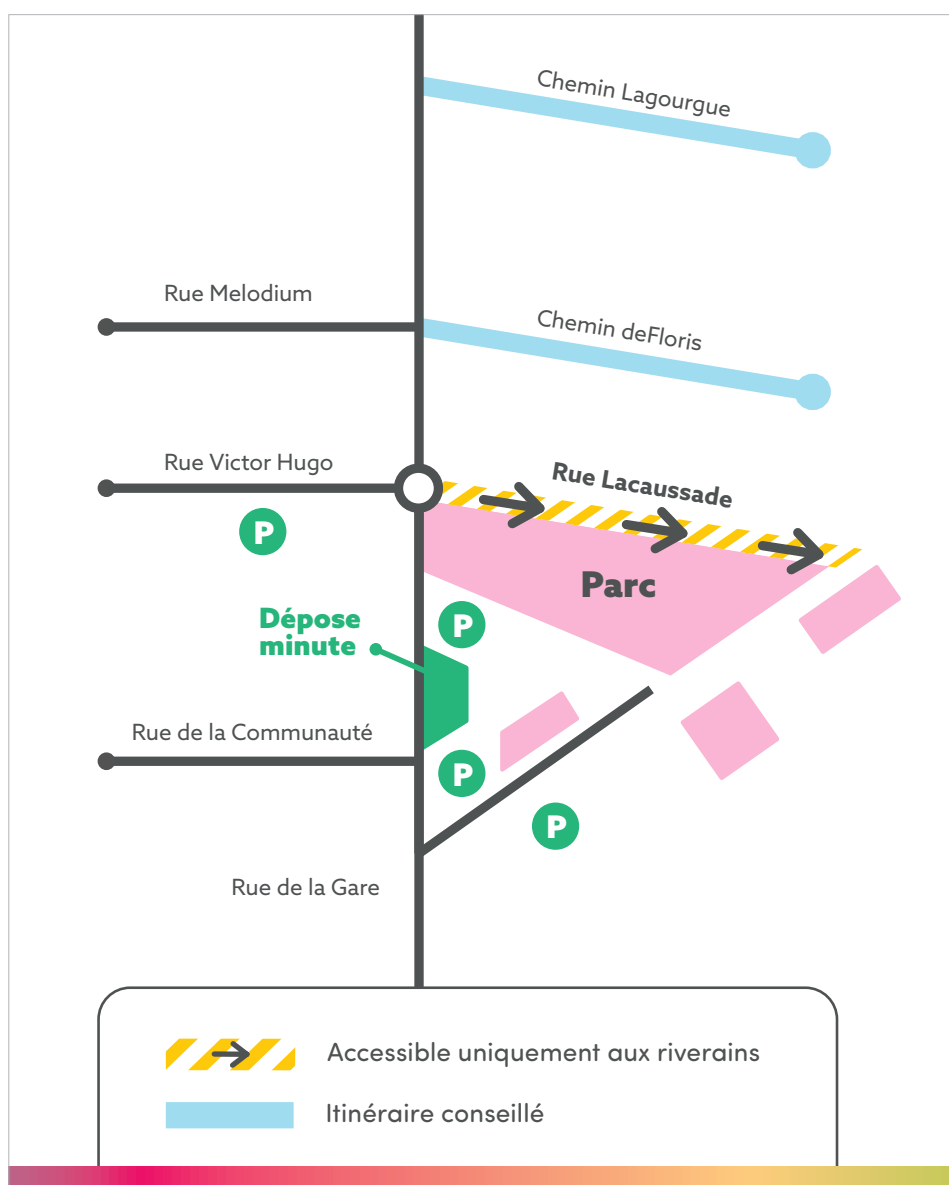 Chemin Lagourgue
Rue Melodium
Chemin deFloris
Rue Victor Hugo
Rue Lacaussade
P
Parc
Dépose
minute
P
Rue de la Communauté
P
P
Rue de la Gare
Accessible uniquement aux riverains
Itinéraire conseillé